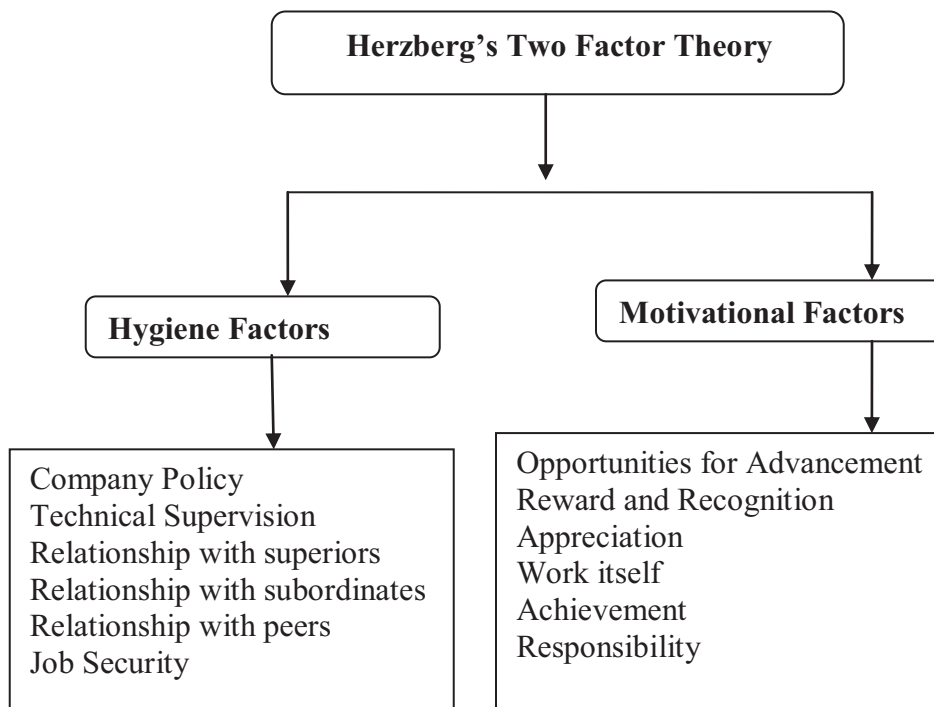 Herzberg’s Two Factor Theory
Hygiene Factors
Motivational Factors
Company Policy
Technical Supervision
Relationship with superiors
Relationship with subordinates
Relationship with peers
Job Security
Opportunities for Advancement
Reward and Recognition
Appreciation
Work itself
Achievement
Responsibility